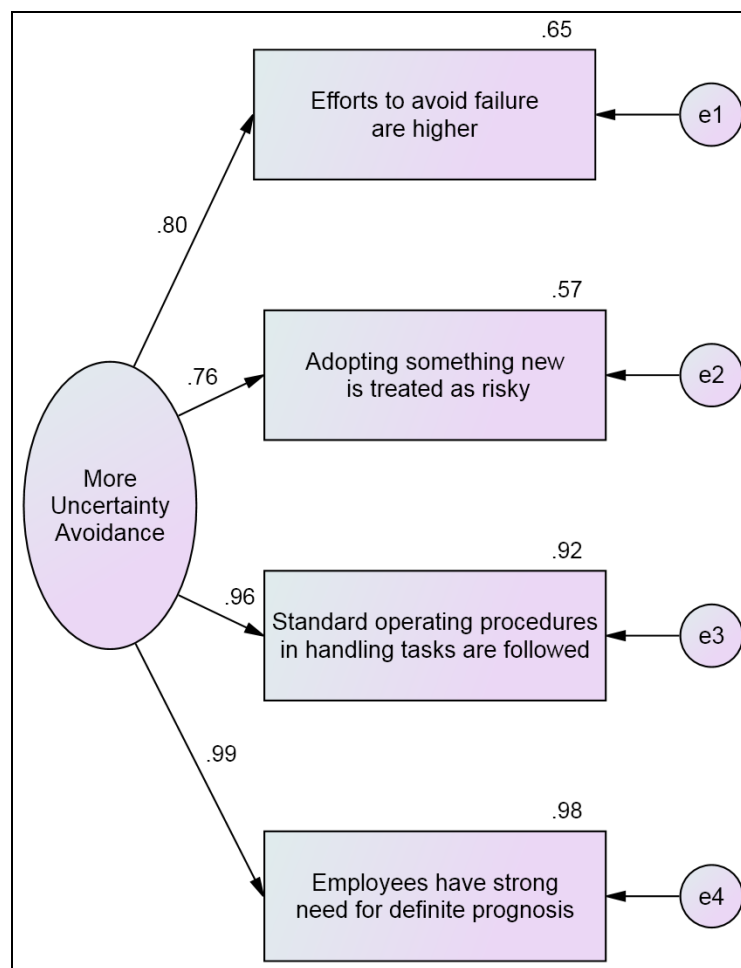 .65
Efforts to avoid failure
are higher
e1
.80
.57
.76
Adopting something new
is treated as risky
e2
More
Uncertainty
Avoidance
.92
.96
Standard operating procedures
in handling tasks are followed
e3
.99
.98
Employees have strong
need for definite prognosis
e4